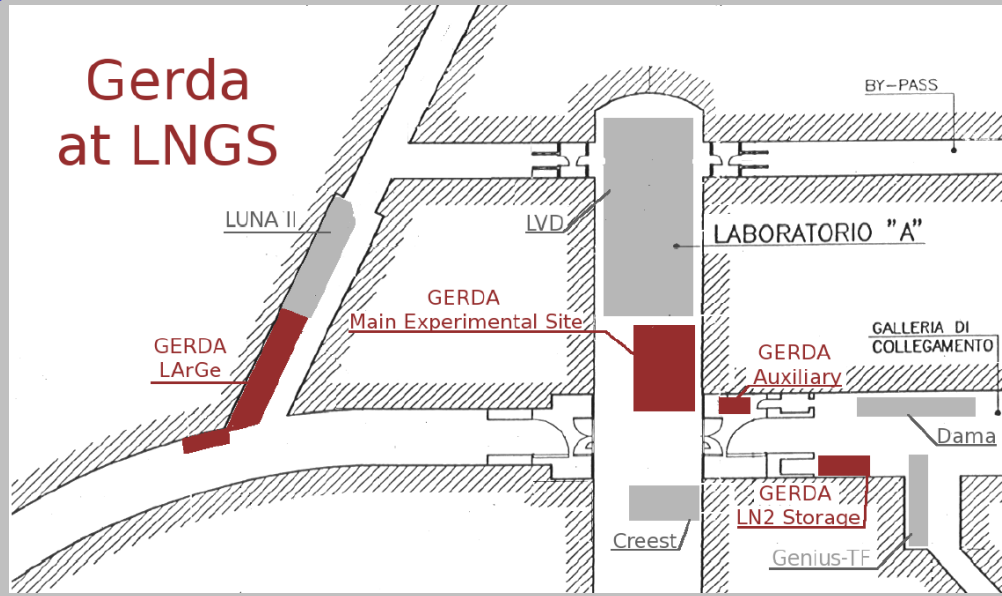 Gerda
at LNGS
BY-PASS
LUNA II
LVD
LABORATORIO "A"
GERDA
Main Experimental Site
GALLERIA DI
COLLEGAMENTO
GERDA
LArGe
GERDA
Auxiliary
Dama
GERDA
LN2 Storage
Creest
Genius-TF